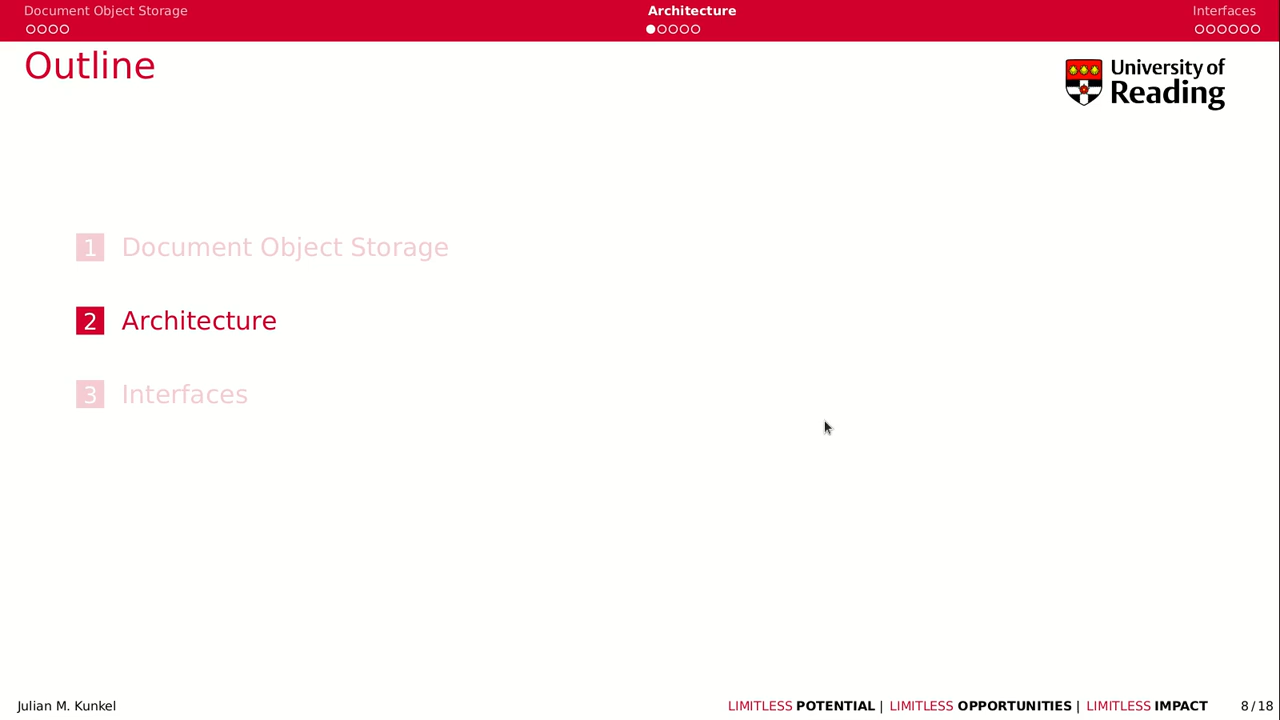 Document Object Storage
Architecture
Interfaces
Outline
University of
Reading
1 Document Object Storage
2 Architecture
3 Interfaces
Julian M. Kunkel
LIMITLESS POTENTIAL | LIMITLESS OPPORTUNITIES | LIMITLESS IMPACT
8 / 18